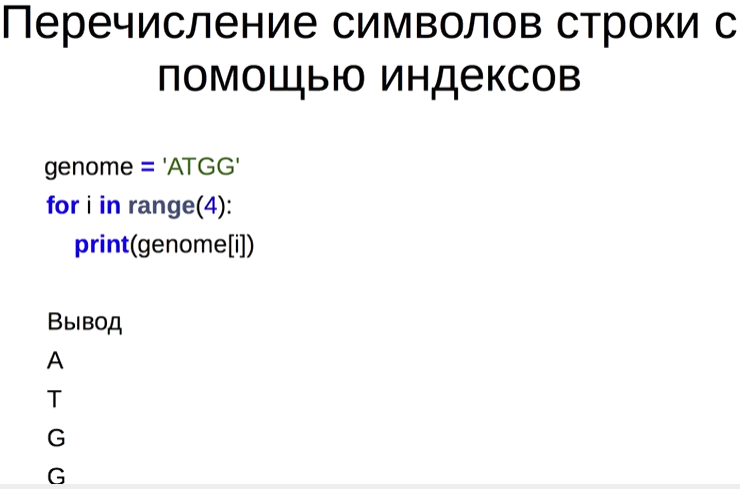 Перечисление символов строки с
помощью индексов
genome = 'ATGG'
for i in range(4):
print(genome[i])
Вывод
A
T
G
G